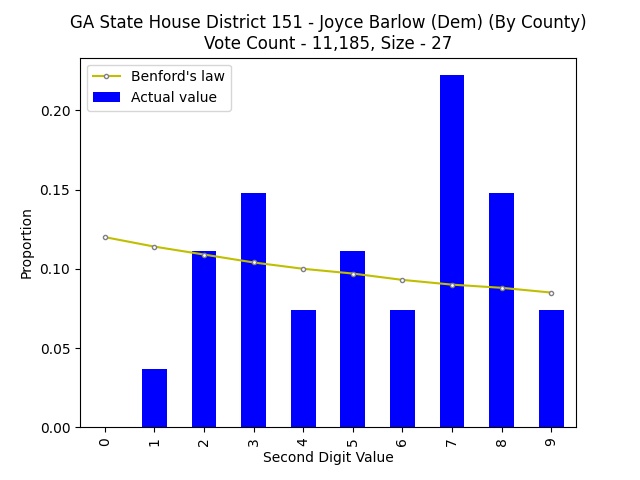 GA State House District 151 - Joyce Barlow (Dem) (By County)
Vote Count - 11,185, Size - 27
Benford's law
Actual value
0.20
0.15
0.10
0.05
0.00
Proportion
0 1 2 3 4 5 6 7 8 9
Second Digit Value